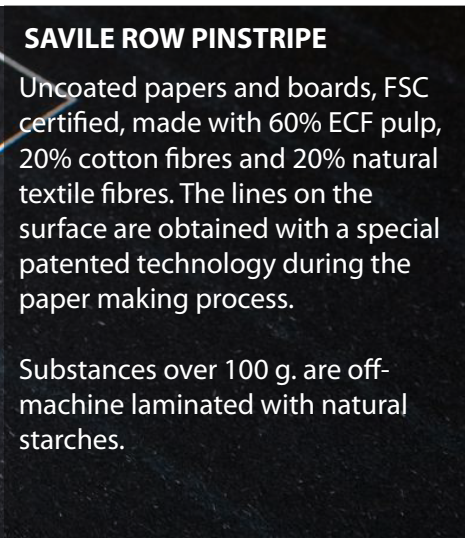 SAVILE ROW PINSTRIPE
Uncoated papers and boards, FSC
certified, made with 60% ECF pulp,
20% cotton fibres and 20% natural
textile fibres. The lines on the
surface are obtained with a special
patented technology during the
paper making process.
Substances over 100 g. are off-
machine laminated with natural
starches.